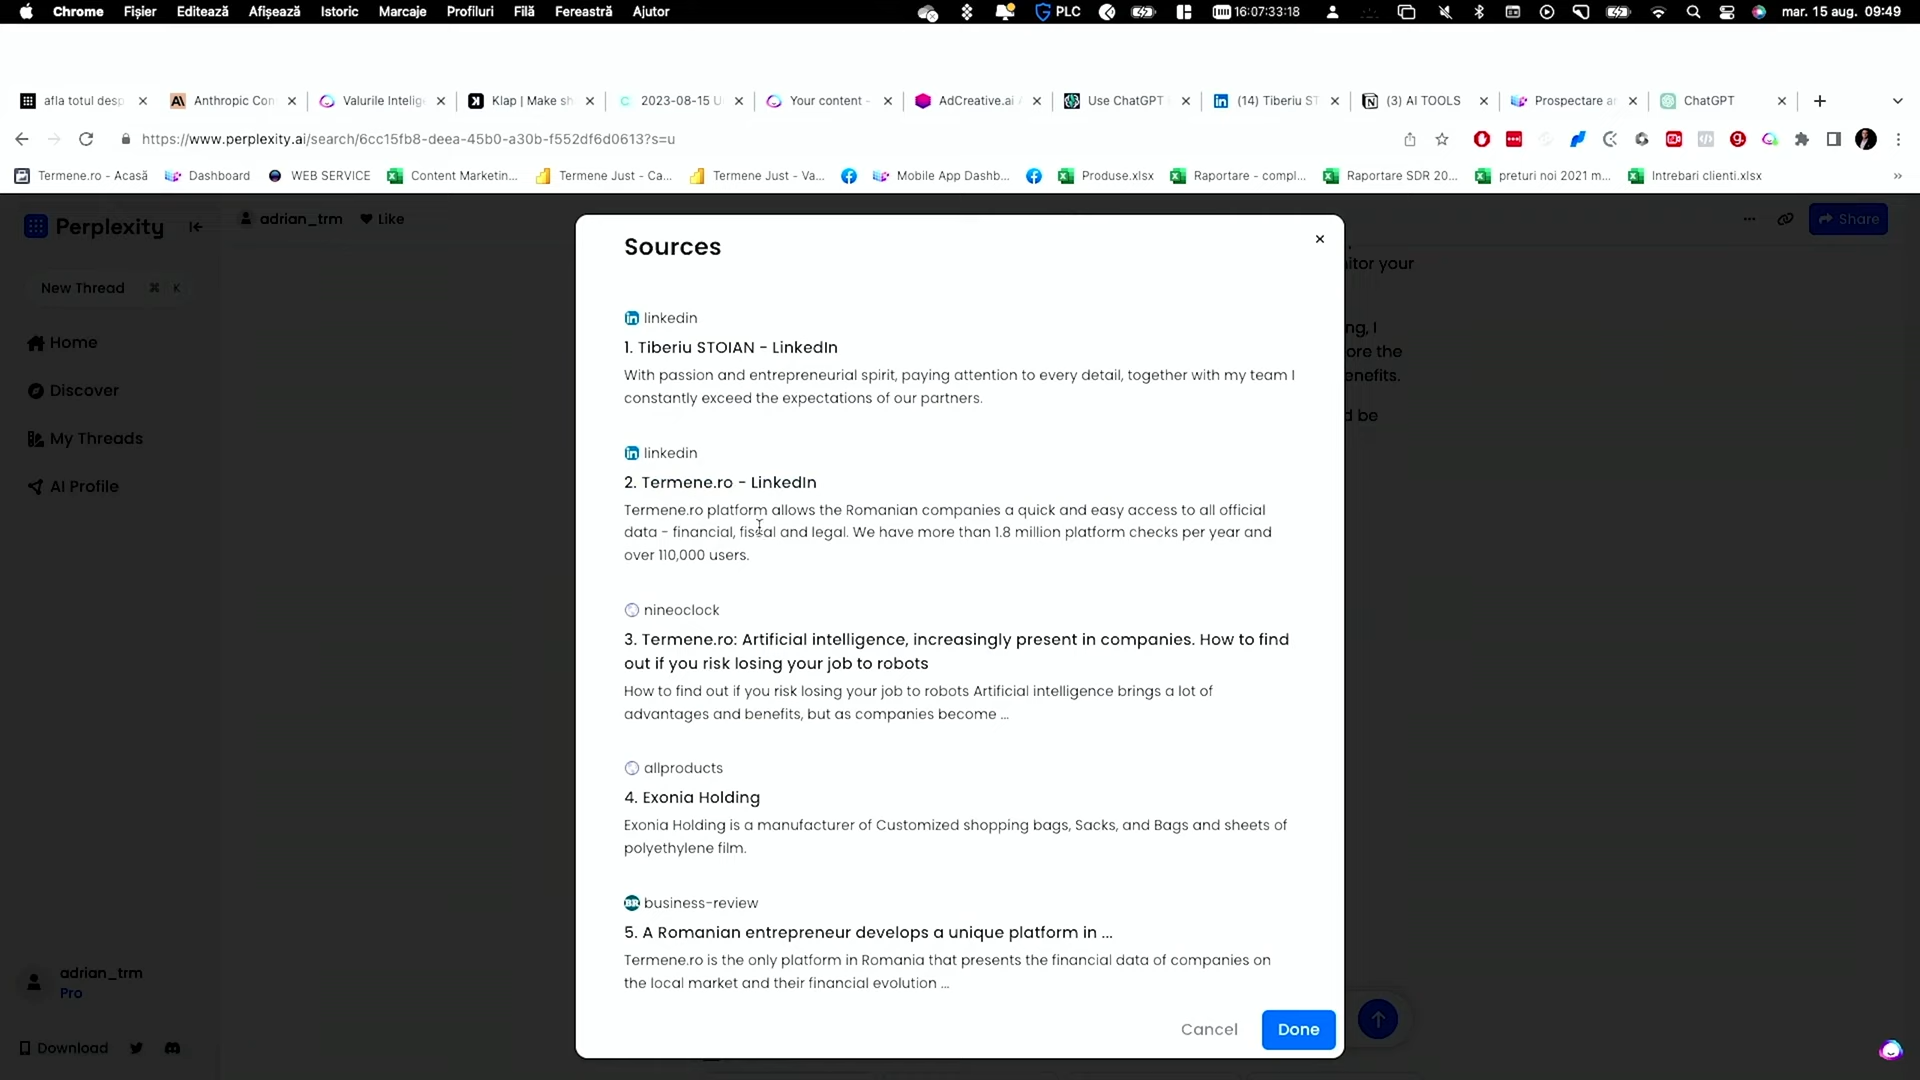 Chrome Fișier Editează Afișează Istoric Marcaje Profiluri Filă Fereastră Ajutor PLC 16:07:33:18 mar. 15 aug. 09:49
afla totul desp Anthropic Con Valurile Intelig Klap | Make sh 2023-08-15 U Your content - AdCreative.ai Use ChatGPT (14) Tiberiu ST (3) AI TOOLS Prospectare a ChatGPT
https://www.perplexity.ai/search/6cc15fb8-deea-45b0-a30b-f552df6d0613?s=u
Termene.ro - Acasă Dashboard WEB SERVICE Content Marketin... Termene Just - Ca... Termene Just - Va... Mobile App Dashb... Produse.xlsx Raportare - compl... Raportare SDR 20... preturi noi 2021 m... Intrebari clienti.xlsx »
Perplexity adrian_trm Like Share
New Thread ⌘ K
Home
Discover
My Threads
AI Profile
adrian_trm
Pro
Download
Sources
linkedin
1. Tiberiu STOIAN - LinkedIn
With passion and entrepreneurial spirit, paying attention to every detail, together with my team I
constantly exceed the expectations of our partners.
linkedin
2. Termene.ro - LinkedIn
Termene.ro platform allows the Romanian companies a quick and easy access to all official
data - financial, fiscal and legal. We have more than 1.8 million platform checks per year and
over 110,000 users.
nineoclock
3. Termene.ro: Artificial intelligence, increasingly present in companies. How to find
out if you risk losing your job to robots
How to find out if you risk losing your job to robots Artificial intelligence brings a lot of
advantages and benefits, but as companies become ...
allproducts
4. Exonia Holding
Exonia Holding is a manufacturer of Customized shopping bags, Sacks, and Bags and sheets of
polyethylene film.
business-review
5. A Romanian entrepreneur develops a unique platform in ...
Termene.ro is the only platform in Romania that presents the financial data of companies on
the local market and their financial evolution ...
Cancel Done
itor your
ng, I
ore the
enefits.
d be